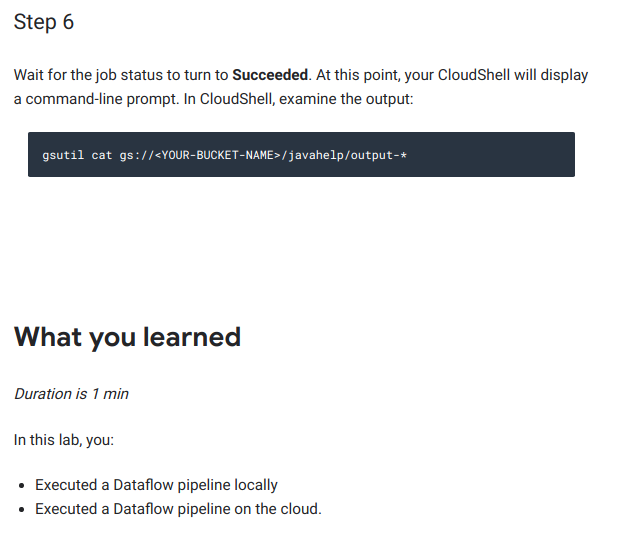 Step 6
Wait for the job status to turn to Succeeded. At this point, your CloudShell will display
a command-line prompt. In CloudShell, examine the output:
gsutil cat gs://<YOUR-BUCKET-NAME>/javahelp/output-*
What you learned
Duration is 1 min
In this lab, you:
• Executed a Dataflow pipeline locally
• Executed a Dataflow pipeline on the cloud.